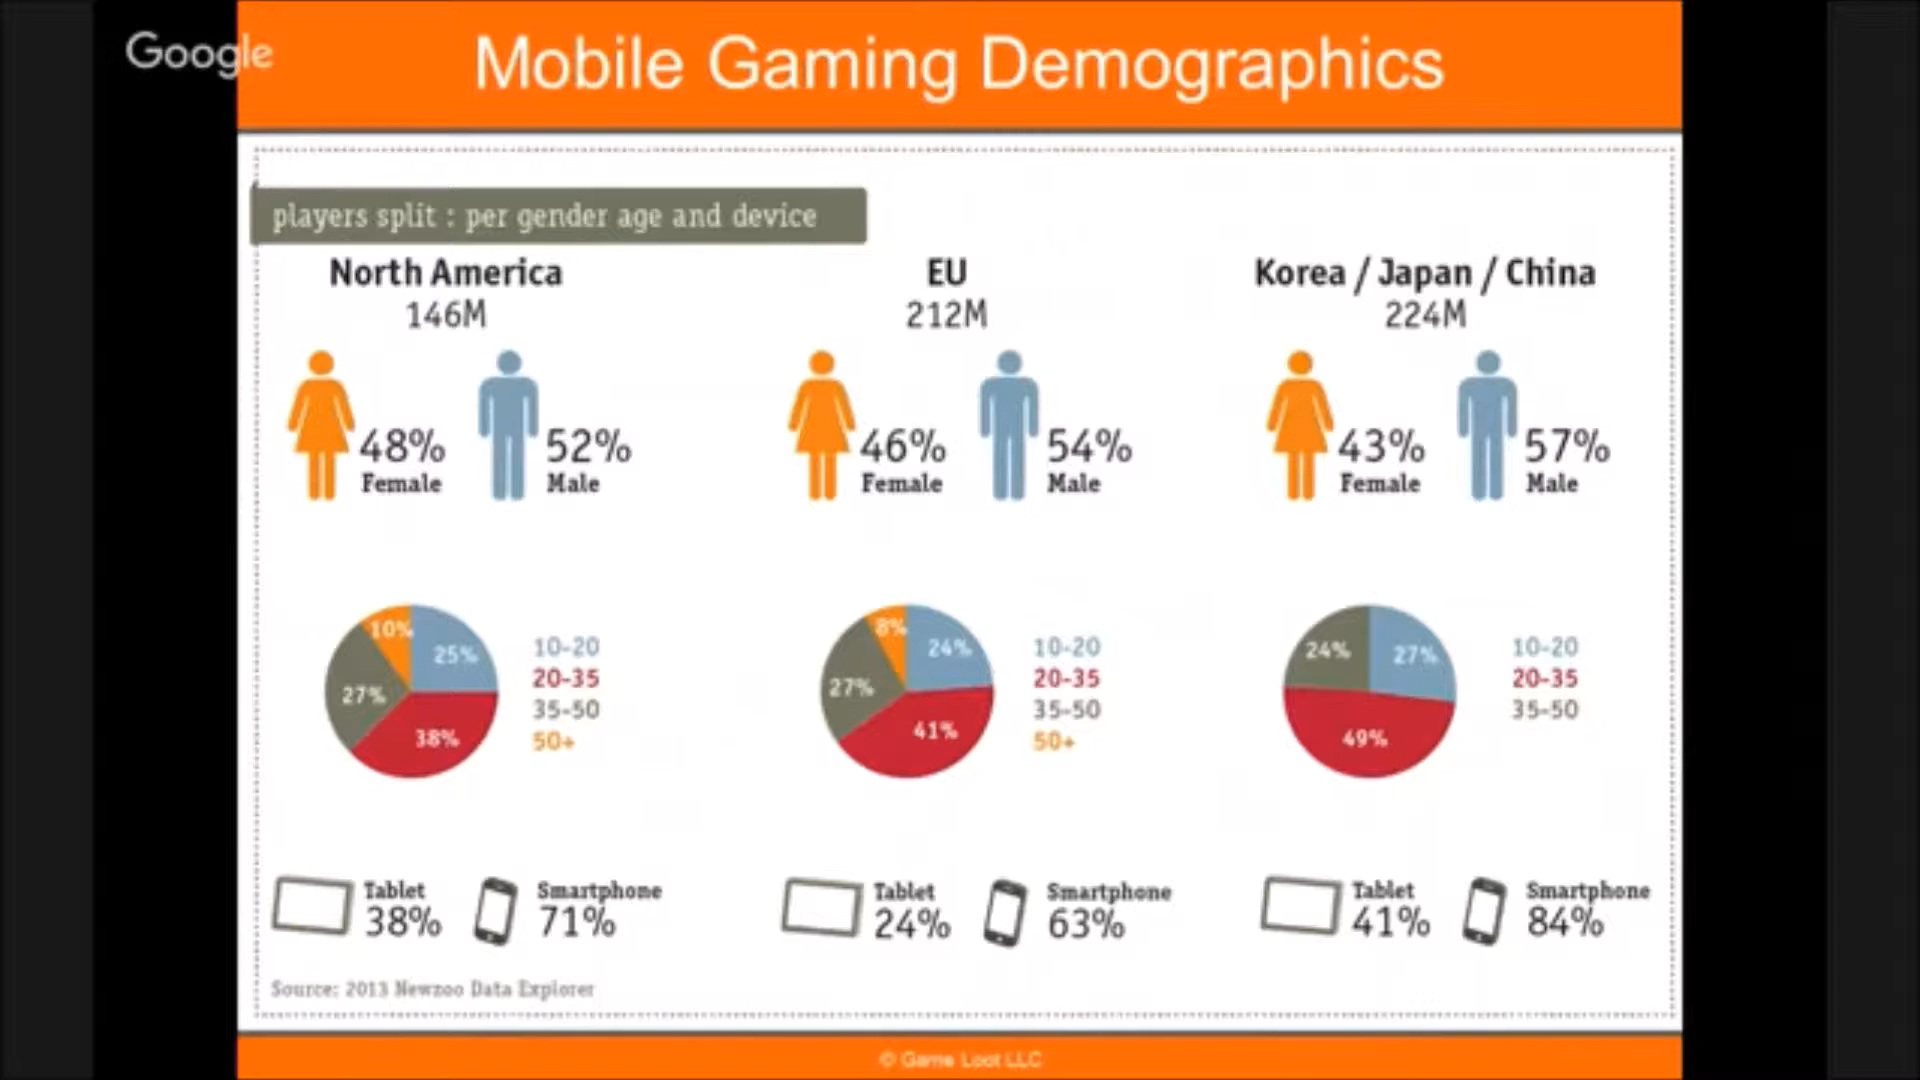 Google
Mobile Gaming Demographics
players split : per gender age and device
North America
146M
48%
Female
52%
Male
10%
25%
27%
38%
10-20
20-35
35-50
50+
Tablet
38%
Smartphone
71%
EU
212M
46%
Female
54%
Male
8%
24%
27%
41%
10-20
20-35
35-50
50+
Tablet
24%
Smartphone
63%
Korea / Japan / China
224M
43%
Female
57%
Male
24%
27%
49%
10-20
20-35
35-50
Tablet
41%
Smartphone
84%
Source: 2013 Newzoo Data Explorer
© Game Loot LLC